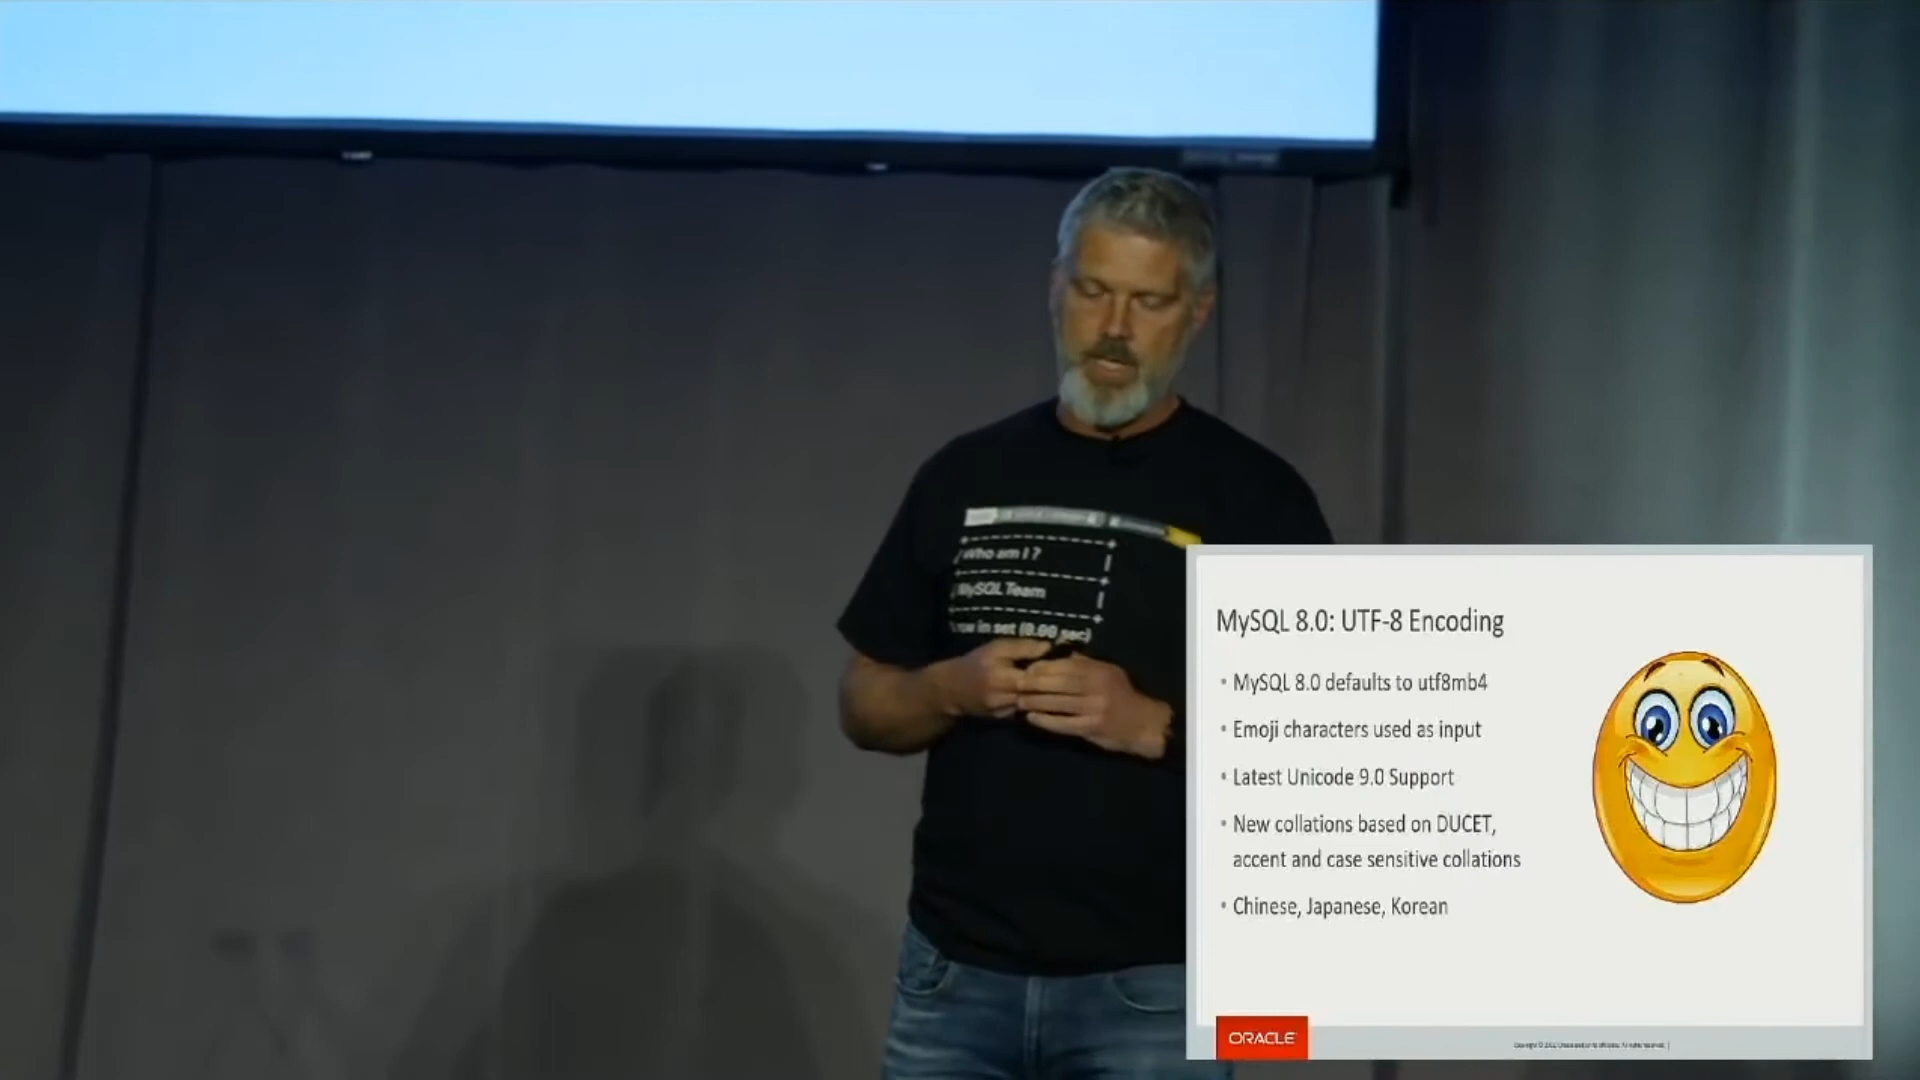 Who am I ?
MySQL Team
row in set (0.00 sec)
MySQL 8.0: UTF-8 Encoding
• MySQL 8.0 defaults to utf8mb4
• Emoji characters used as input
• Latest Unicode 9.0 Support
• New collations based on DUCET,
accent and case sensitive collations
• Chinese, Japanese, Korean
ORACLE